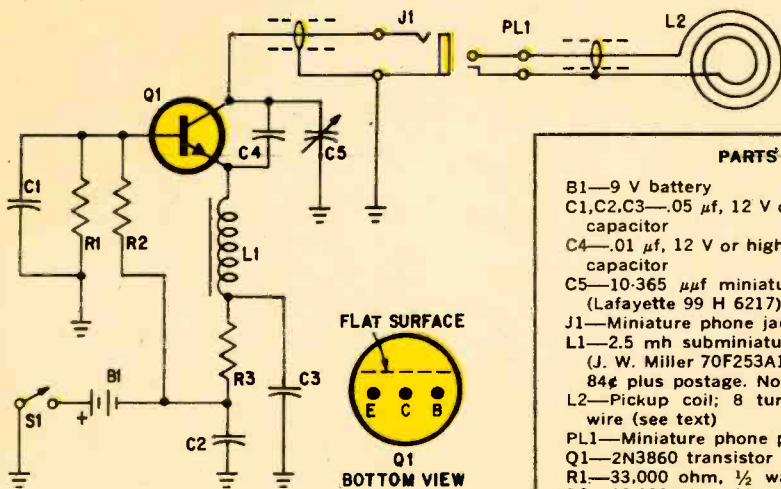 J1
PL1
L2
Q1
C4
C5
C1
R1
R2
L1
R3
C3
S1
+
B1
C2
FLAT SURFACE
E C B
Q1
BOTTOM VIEW
PARTS
B1—9 V battery
C1,C2,C3—.05 μf, 12 V o
capacitor
C4—.01 μf, 12 V or high
capacitor
C5—10-365 μμf miniatu
(Lafayette 99 H 6217)
J1—Miniature phone jac
L1—2.5 mh subminiatur
(J. W. Miller 70F253A1
84¢ plus postage. No
L2—Pickup coil; 8 tur
wire (see text)
PL1—Miniature phone p
Q1—2N3860 transistor
R1—33,000 ohm, ½ wa